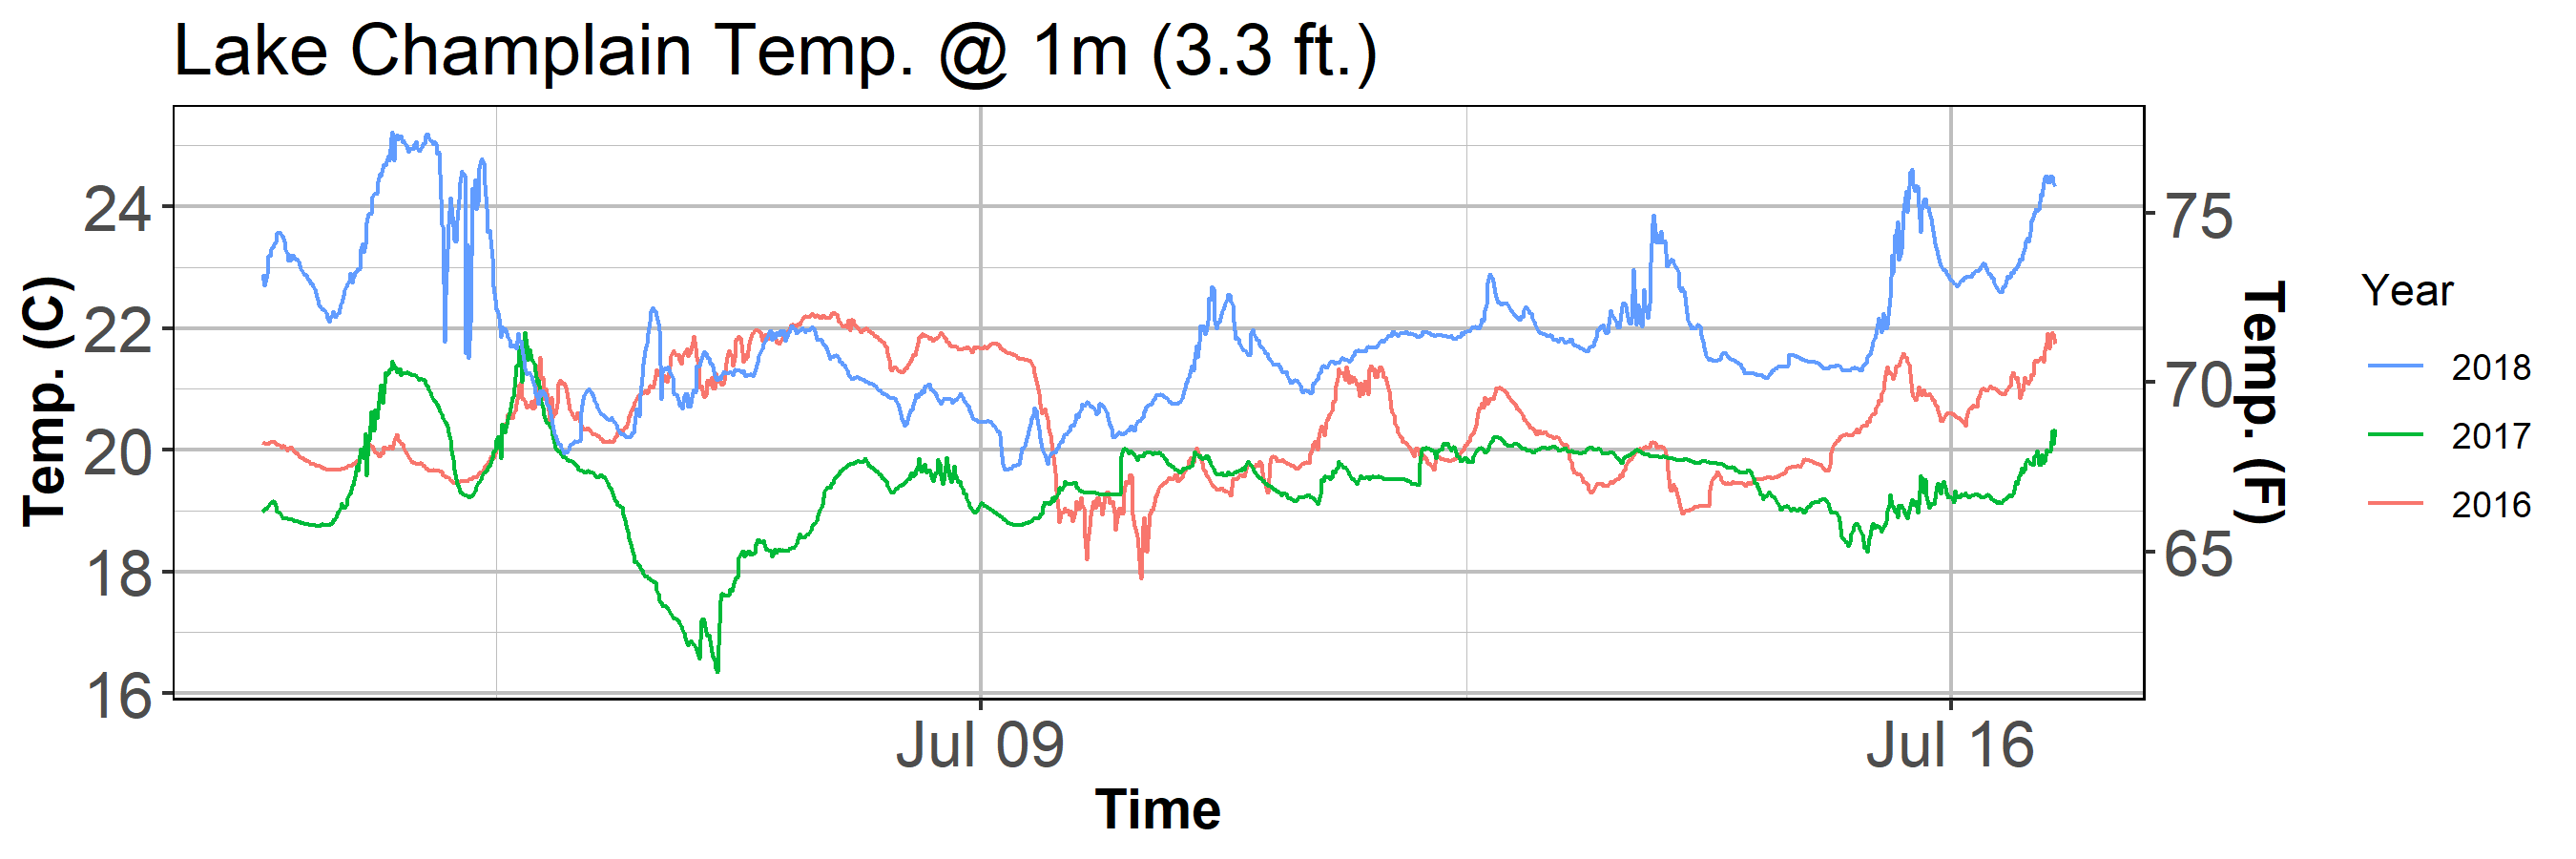 Lake Champlain Temp. @ 1m (3.3 ft.)
Temp. (C)
24
22
20
18
16
75
70
65
Temp. (F)
Jul 09
Jul 16
Time
Year
2018
2017
2016